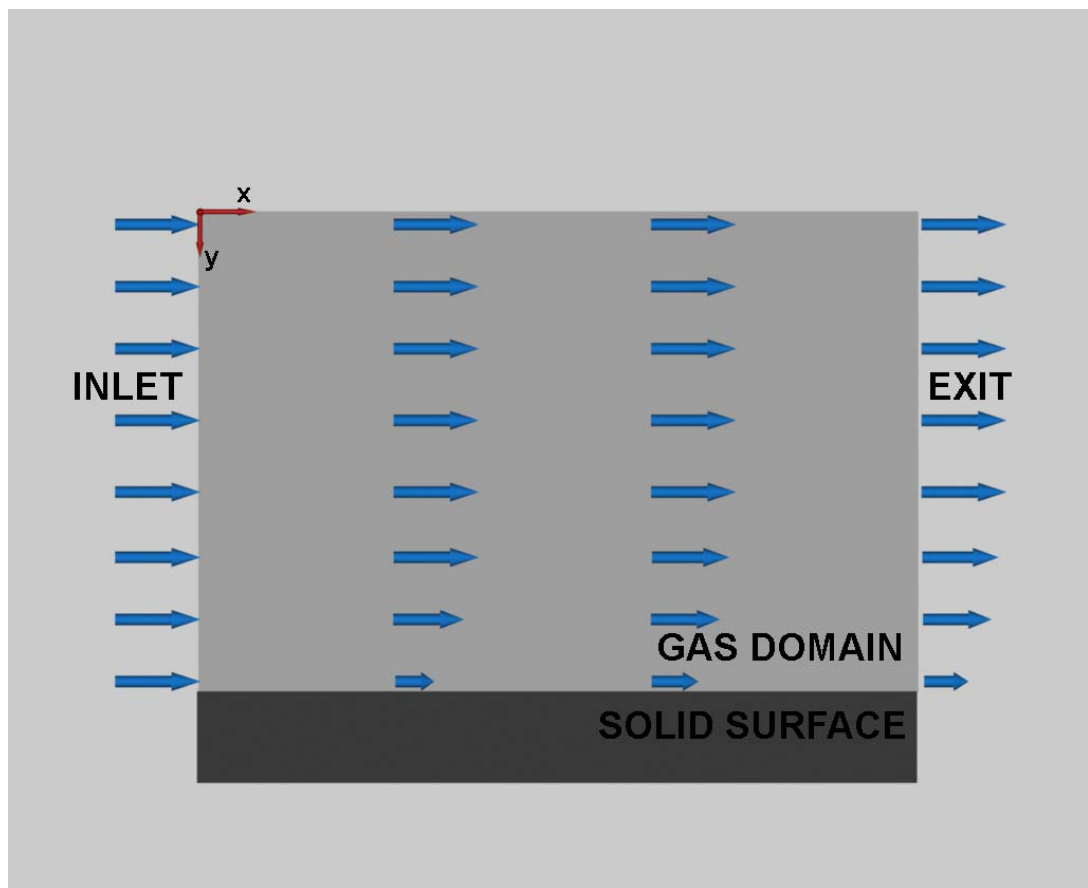 x
y
INLET
EXIT
GAS DOMAIN
SOLID SURFACE